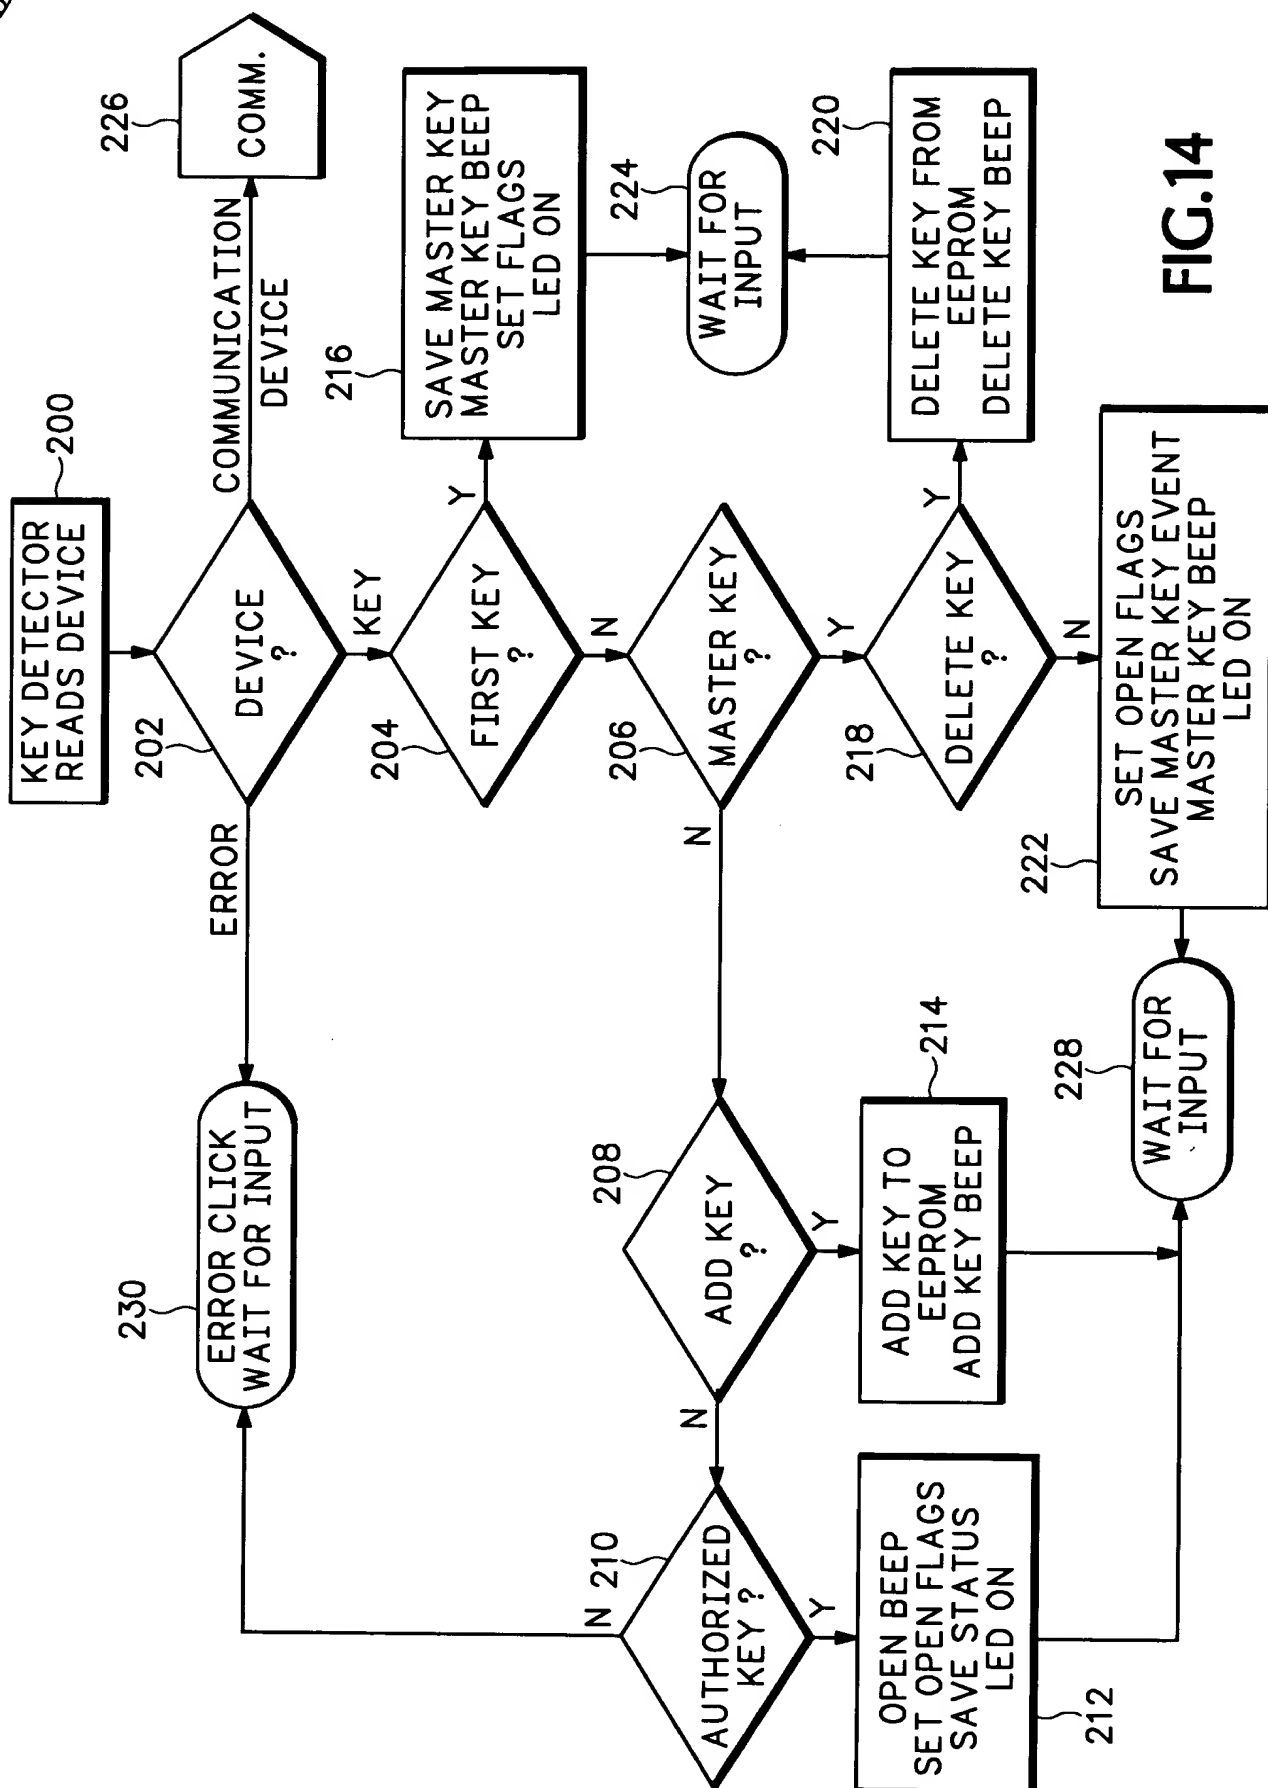 KEY DETECTOR
READS DEVICE
200
202
DEVICE
?
COMMUNICATION
DEVICE
COMM.
226
ERROR
ERROR CLICK
WAIT FOR INPUT
230
KEY
204
FIRST KEY
?
Y
216
SAVE MASTER KEY
MASTER KEY BEEP
SET FLAGS
LED ON
N
206
MASTER KEY
?
224
WAIT FOR
INPUT
N
Y
208
ADD KEY
?
N
Y
210
AUTHORIZED
KEY ?
N
Y
218
DELETE KEY
?
Y
220
DELETE KEY FROM
EEPROM
DELETE KEY BEEP
N
214
ADD KEY TO
EEPROM
ADD KEY BEEP
OPEN BEEP
SET OPEN FLAGS
SAVE STATUS
LED ON
212
222
SET OPEN FLAGS
SAVE MASTER KEY EVENT
MASTER KEY BEEP
LED ON
228
WAIT FOR
INPUT
FIG.14